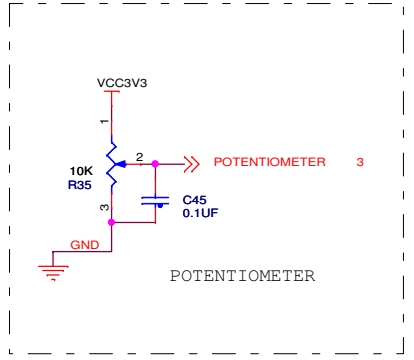 VCC3V3
1
2
POTENTIOMETER 3
10K
R35
C45
0.1UF
3
GND
POTENTIOMETER